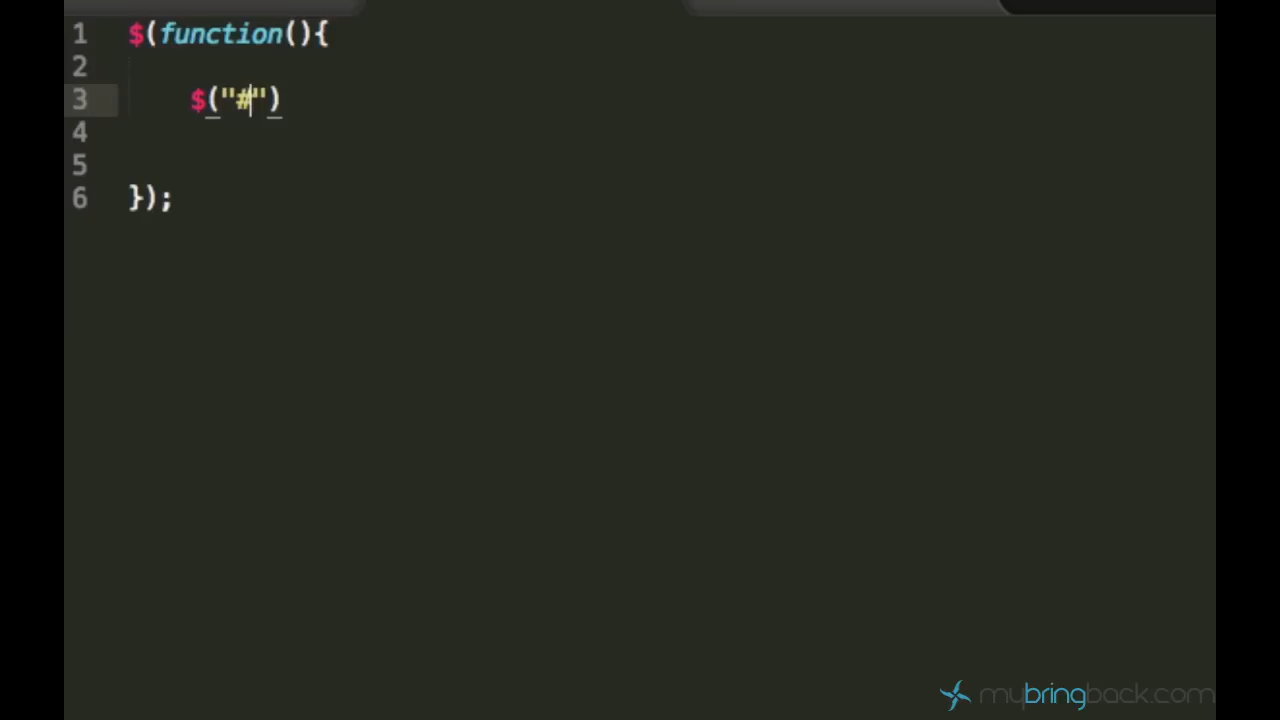 1 $(function(){
2
3 $("#")
4
5
6 });
mybringback.com